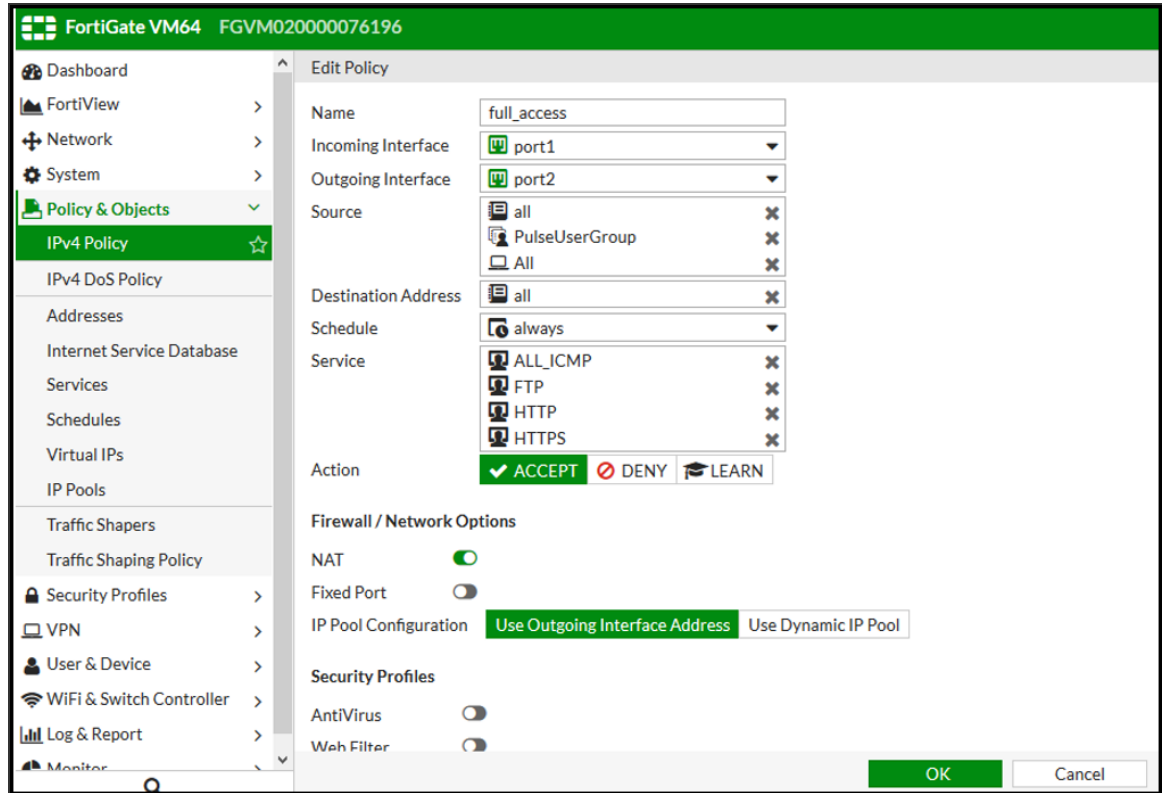 FortiGate VM64 FGVM020000076196
Dashboard
FortiView
Network
System
Policy & Objects
IPv4 Policy
IPv4 DoS Policy
Addresses
Internet Service Database
Services
Schedules
Virtual IPs
IP Pools
Traffic Shapers
Traffic Shaping Policy
Security Profiles
VPN
User & Device
WiFi & Switch Controller
Log & Report
Monitor
Edit Policy
Name full_access
Incoming Interface port1
Outgoing Interface port2
Source all
PulseUserGroup
All
Destination Address all
Schedule always
Service ALL_ICMP
FTP
HTTP
HTTPS
Action ACCEPT DENY LEARN
Firewall / Network Options
NAT
Fixed Port
IP Pool Configuration Use Outgoing Interface Address Use Dynamic IP Pool
Security Profiles
AntiVirus
Web Filter
OK Cancel